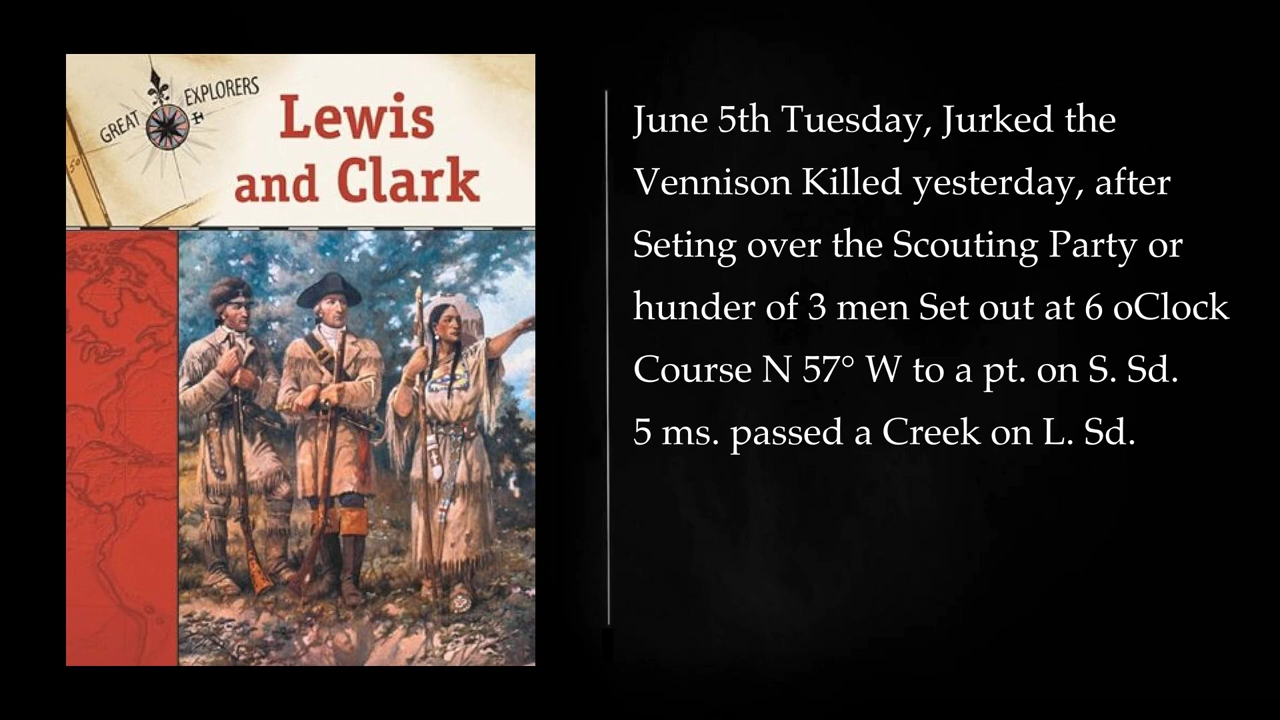 GREAT EXPLORERS
Lewis
and Clark
50
June 5th Tuesday, Jurked the
Vennison Killed yesterday, after
Seting over the Scouting Party or
hunder of 3 men Set out at 6 oClock
Course N 57° W to a pt. on S. Sd.
5 ms. passed a Creek on L. Sd.